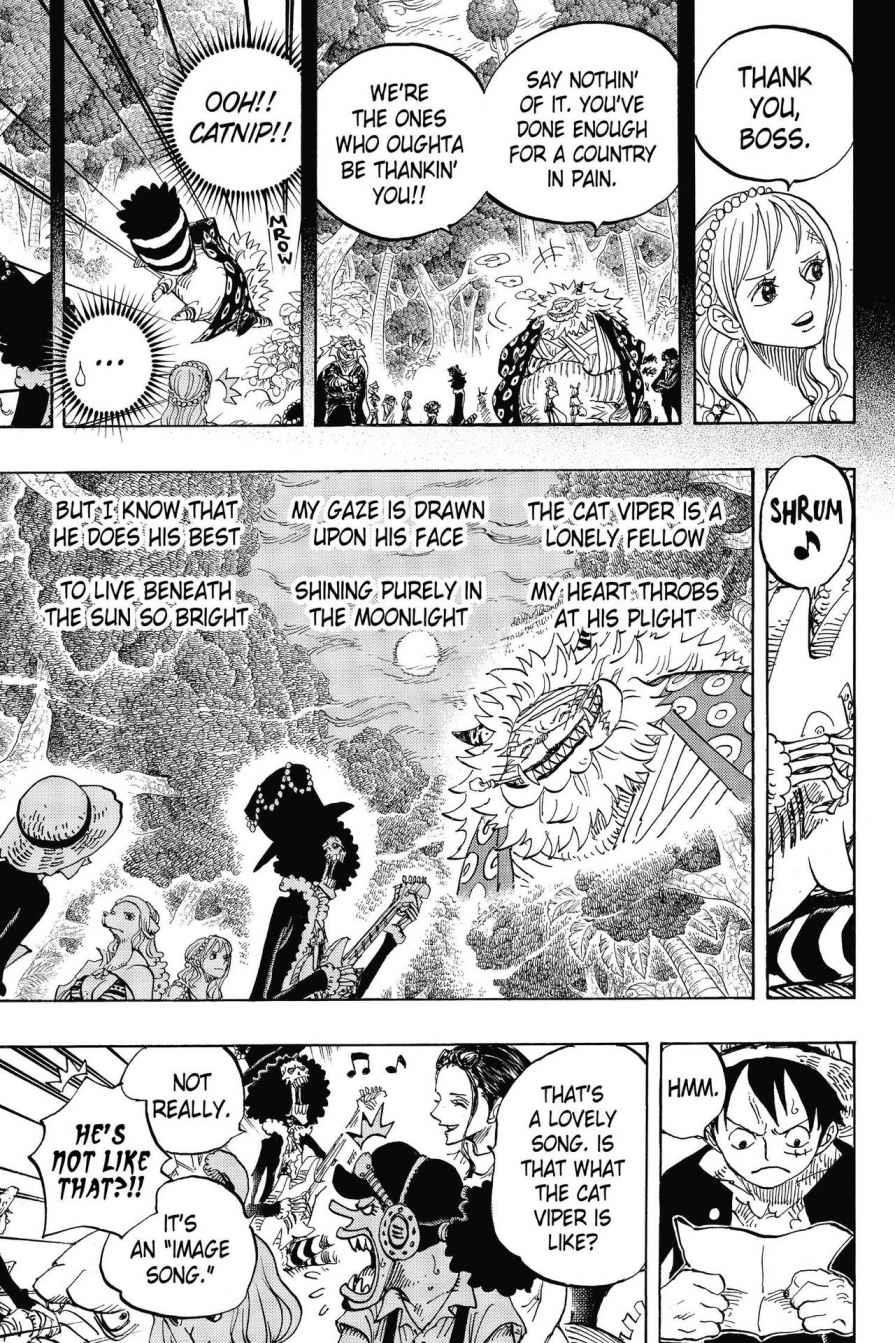 THANK
YOU,
BOSS.
SAY NOTHIN'
OF IT. YOU'VE
DONE ENOUGH
FOR A COUNTRY
IN PAIN.
WE'RE
THE ONES
WHO OUGHTA
BE THANKIN'
YOU!!
OOH!!
CATNIP!!
MROW
...
SHRUM
♪
THE CAT VIPER IS A
LONELY FELLOW
MY HEART THROBS
AT HIS PLIGHT
MY GAZE IS DRAWN
UPON HIS FACE
SHINING PURELY IN
THE MOONLIGHT
BUT I KNOW THAT
HE DOES HIS BEST
TO LIVE BENEATH
THE SUN SO BRIGHT
HMM.
THAT'S
A LOVELY
SONG. IS
THAT WHAT
THE CAT
VIPER IS
LIKE?
♫ ♪
NOT
REALLY.
IT'S
AN "IMAGE
SONG."
HE'S
NOT LIKE
THAT?!!